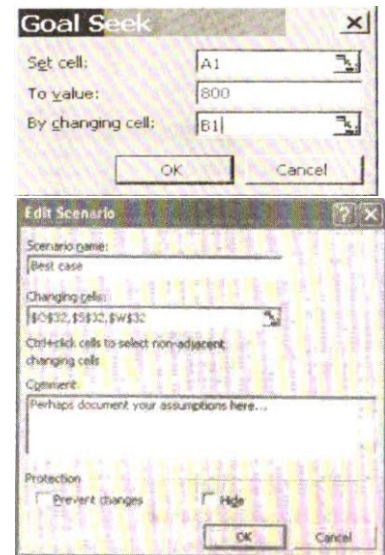 Goal Seek
Set cell: A1
To value: 800
By changing cell: B1
OK Cancel
Edit Scenario
Scenario name:
Best case
Changing cells:
$O$32,$S$32,$W$32
Ctrl+click cells to select non-adjacent
changing cells
Comment
Perhaps document your assumptions here...
Protection
Prevent changes Hide
OK Cancel